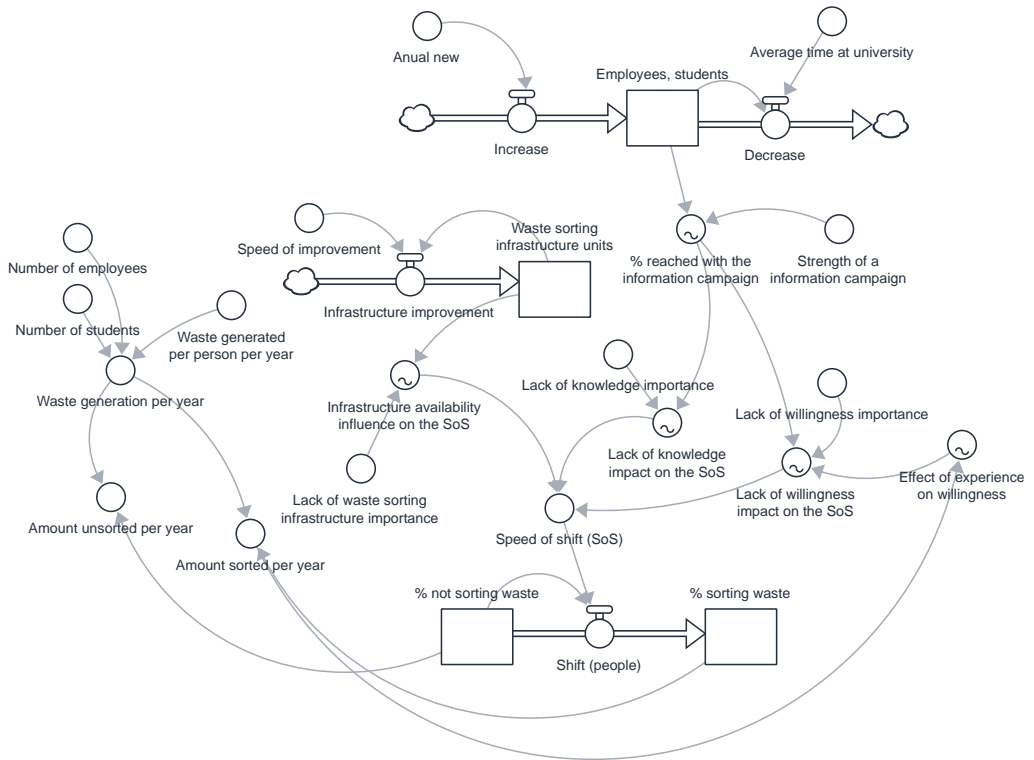 Anual new
Average time at university
Employees, students
Increase
Decrease
Waste sorting
infrastructure units
Speed of improvement
Number of employees
% reached with the
information campaign
Strength of a
information campaign
Infrastructure improvement
Number of students
Waste generated
per person per year
Lack of knowledge importance
Waste generation per year
Infrastructure availability
influence on the SoS
Lack of willingness importance
Lack of knowledge
impact on the SoS
Effect of experience
on willingness
Lack of waste sorting
infrastructure importance
Lack of willingness
impact on the SoS
Amount unsorted per year
Speed of shift (SoS)
Amount sorted per year
% not sorting waste
% sorting waste
Shift (people)